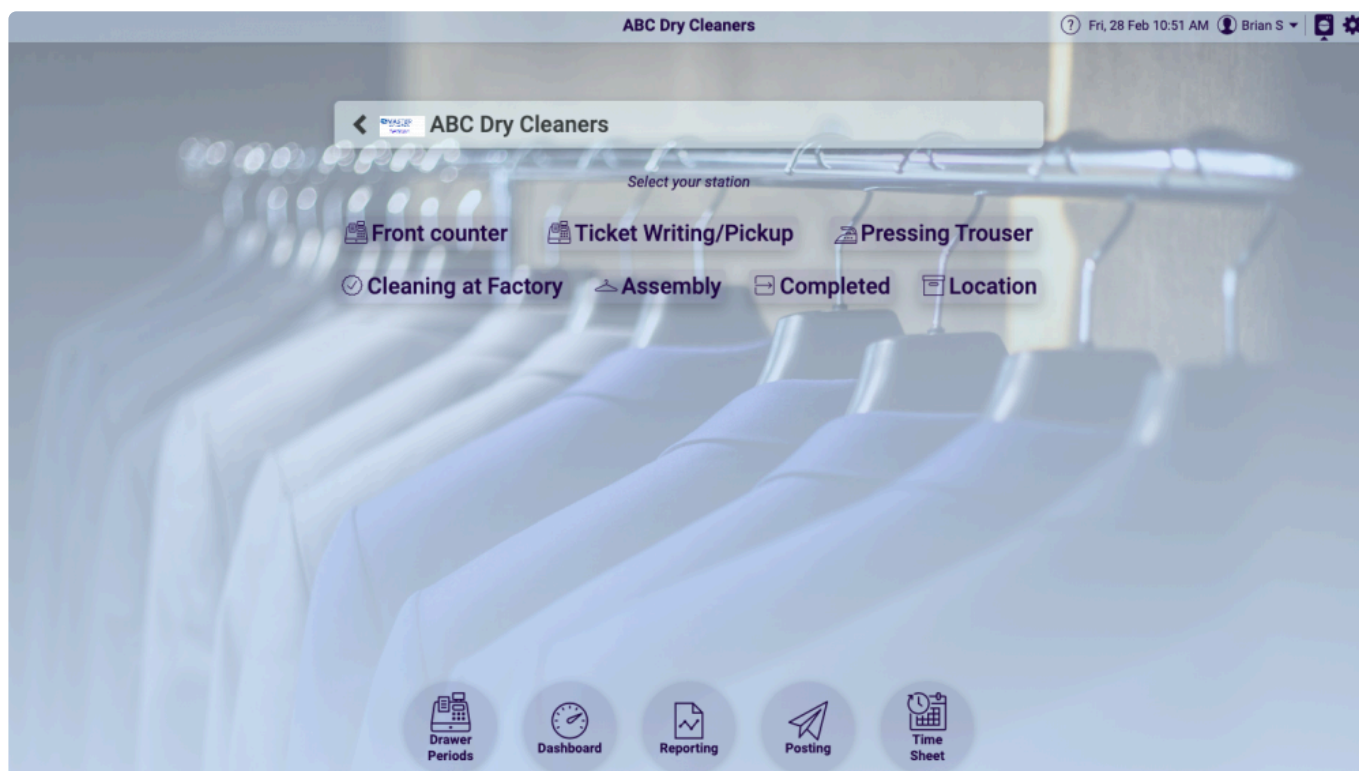 ABC Dry Cleaners
Fri, 28 Feb 10:51 AM Brian S
ABC Dry Cleaners
Select your station
Front counter Ticket Writing/Pickup Pressing Trouser
Cleaning at Factory Assembly Completed Location
Drawer Periods
Dashboard
Reporting
Posting
Time Sheet